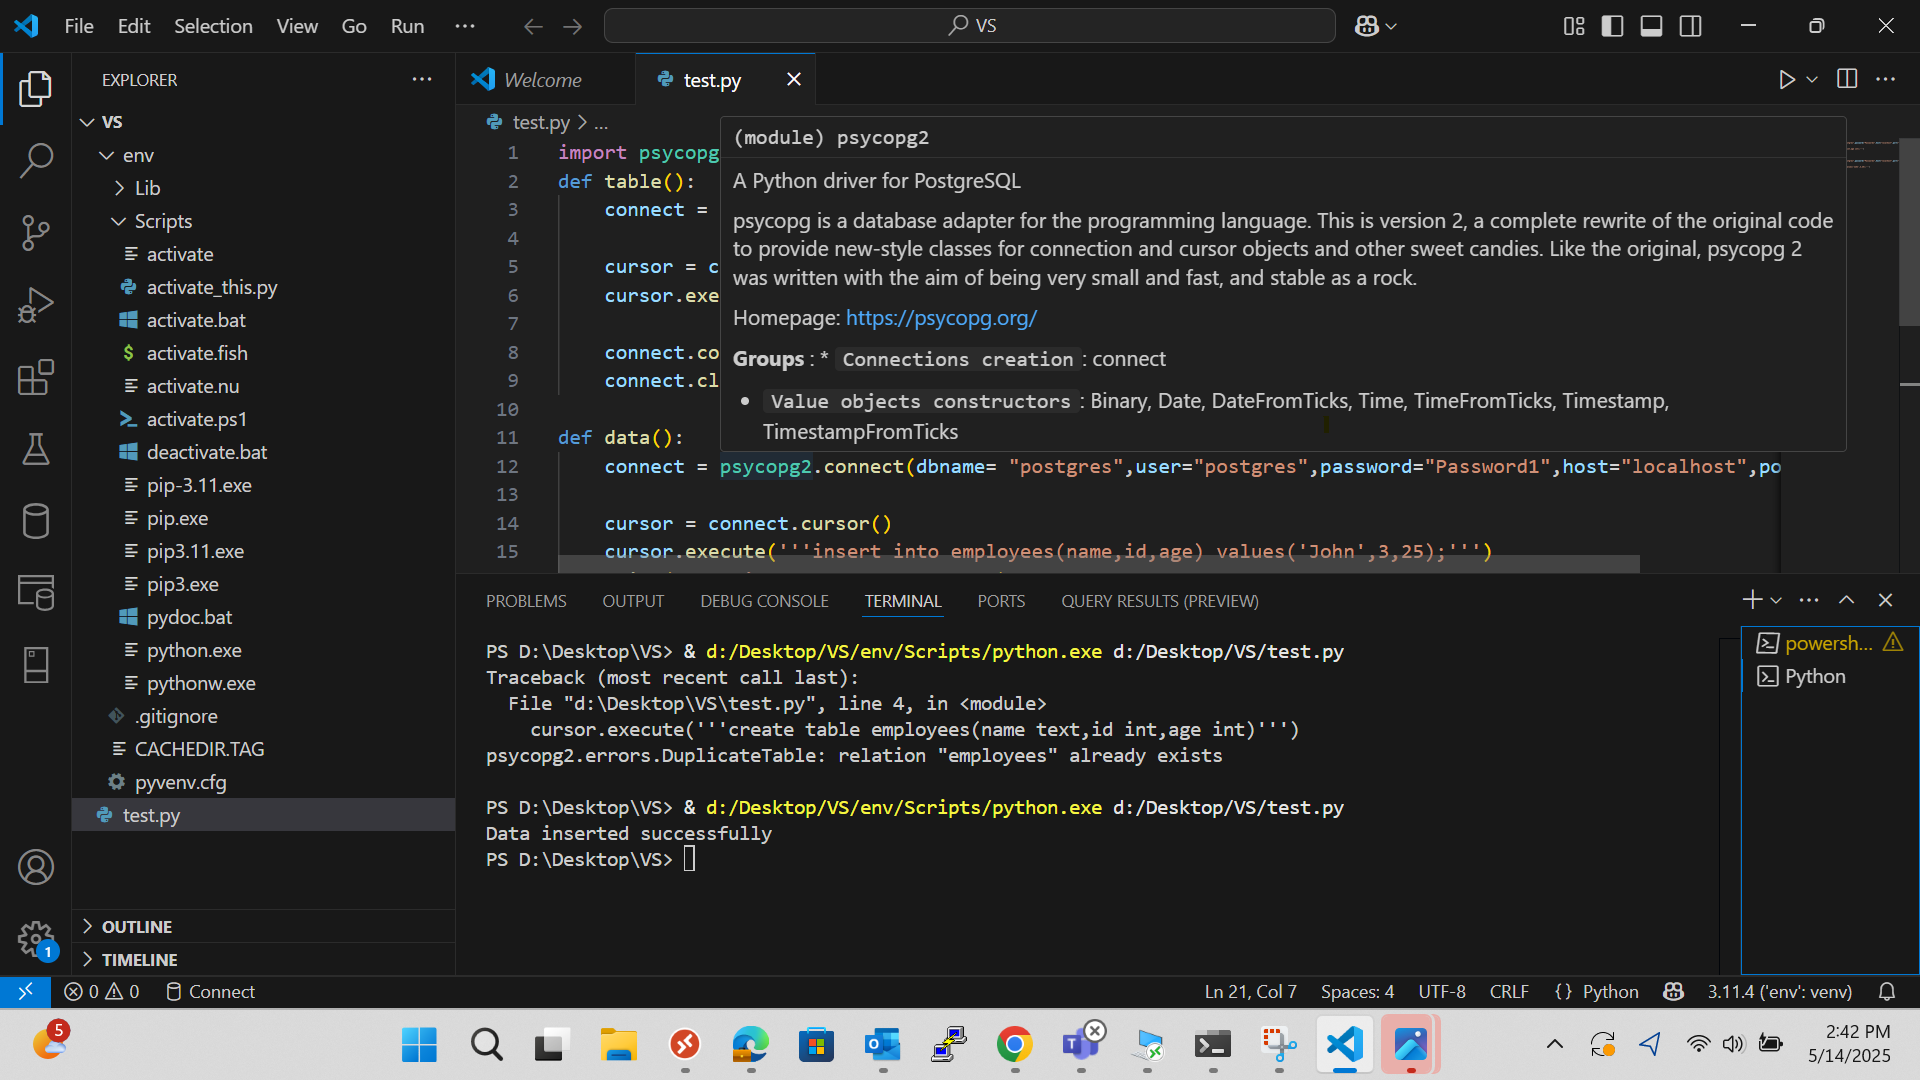 File Edit Selection View Go Run ···
VS
EXPLORER
Welcome
test.py
VS
env
Lib
Scripts
activate
activate_this.py
activate.bat
activate.fish
activate.nu
activate.ps1
deactivate.bat
pip-3.11.exe
pip.exe
pip3.11.exe
pip3.exe
pydoc.bat
python.exe
pythonw.exe
.gitignore
CACHEDIR.TAG
pyvenv.cfg
test.py
OUTLINE
TIMELINE
1
test.py > ...
1 import psycopg
2 def table():
3 connect =
4
5 cursor = c
6 cursor.exe
7
8 connect.co
9 connect.cl
10
11 def data():
12 connect = psycopg2.connect(dbname= "postgres",user="postgres",password="Password1",host="localhost",po
13
14 cursor = connect.cursor()
15 cursor.execute('''insert into employees(name,id,age) values('John',3,25);''')
(module) psycopg2
A Python driver for PostgreSQL
psycopg is a database adapter for the programming language. This is version 2, a complete rewrite of the original code
to provide new-style classes for connection and cursor objects and other sweet candies. Like the original, psycopg 2
was written with the aim of being very small and fast, and stable as a rock.
Homepage: https://psycopg.org/
Groups : * Connections creation : connect
• Value objects constructors : Binary, Date, DateFromTicks, Time, TimeFromTicks, Timestamp,
TimestampFromTicks
PROBLEMS OUTPUT DEBUG CONSOLE TERMINAL PORTS QUERY RESULTS (PREVIEW)
PS D:\Desktop\VS> & d:/Desktop/VS/env/Scripts/python.exe d:/Desktop/VS/test.py
Traceback (most recent call last):
File "d:\Desktop\VS\test.py", line 4, in <module>
cursor.execute('''create table employees(name text,id int,age int)''')
psycopg2.errors.DuplicateTable: relation "employees" already exists
PS D:\Desktop\VS> & d:/Desktop/VS/env/Scripts/python.exe d:/Desktop/VS/test.py
Data inserted successfully
PS D:\Desktop\VS>
powersh...
Python
0 0 Connect
Ln 21, Col 7 Spaces: 4 UTF-8 CRLF {} Python 3.11.4 ('env': venv)
5
2:42 PM
5/14/2025